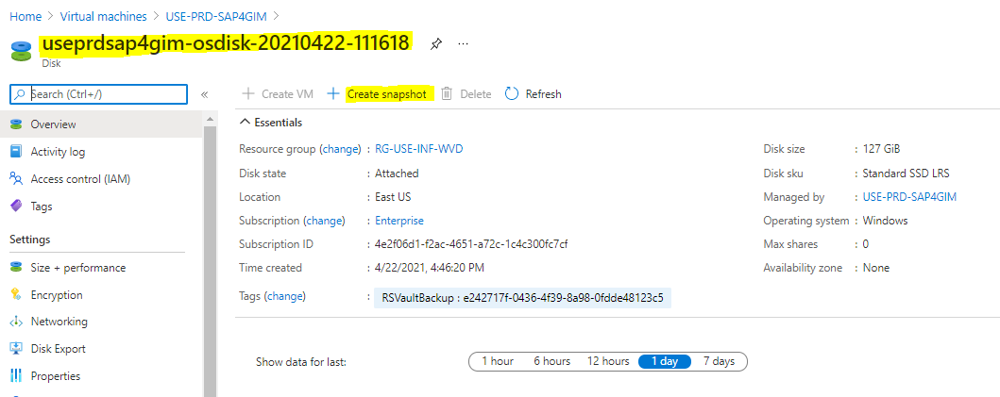 Home > Virtual machines > USE-PRD-SAP4GIM >
useprdsap4gim-osdisk-20210422-111618 ...
Disk
Search (Ctrl+/) «
Overview
Activity log
Access control (IAM)
Tags
Settings
Size + performance
Encryption
Networking
Disk Export
Properties
+ Create VM + Create snapshot Delete Refresh
Essentials
Resource group (change) : RG-USE-INF-WVD
Disk state : Attached
Location : East US
Subscription (change) : Enterprise
Subscription ID : 4e2f06d1-f2ac-4651-a72c-1c4c300fc7cf
Time created : 4/22/2021, 4:46:20 PM
Tags (change) : RSVaultBackup : e242717f-0436-4f39-8a98-0fdde48123c5
Disk size : 127 GiB
Disk sku : Standard SSD LRS
Managed by : USE-PRD-SAP4GIM
Operating system : Windows
Max shares : 0
Availability zone : None
Show data for last: 1 hour 6 hours 12 hours 1 day 7 days